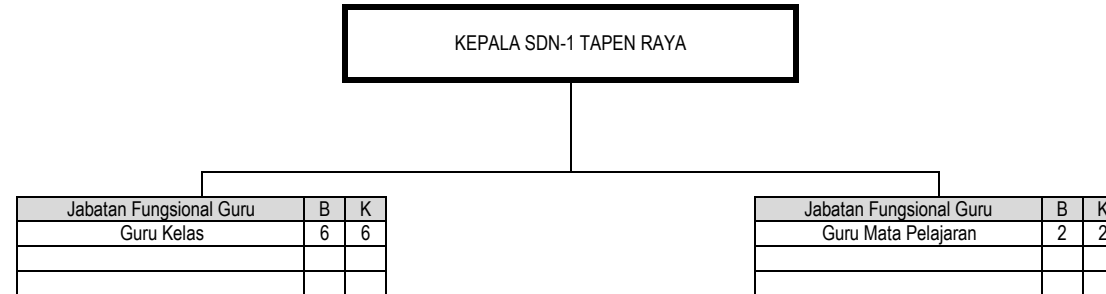 KEPALA SDN-1 TAPEN RAYA
Jabatan Fungsional Guru B K
Guru Kelas 6 6
Jabatan Fungsional Guru B K
Guru Mata Pelajaran 2 2